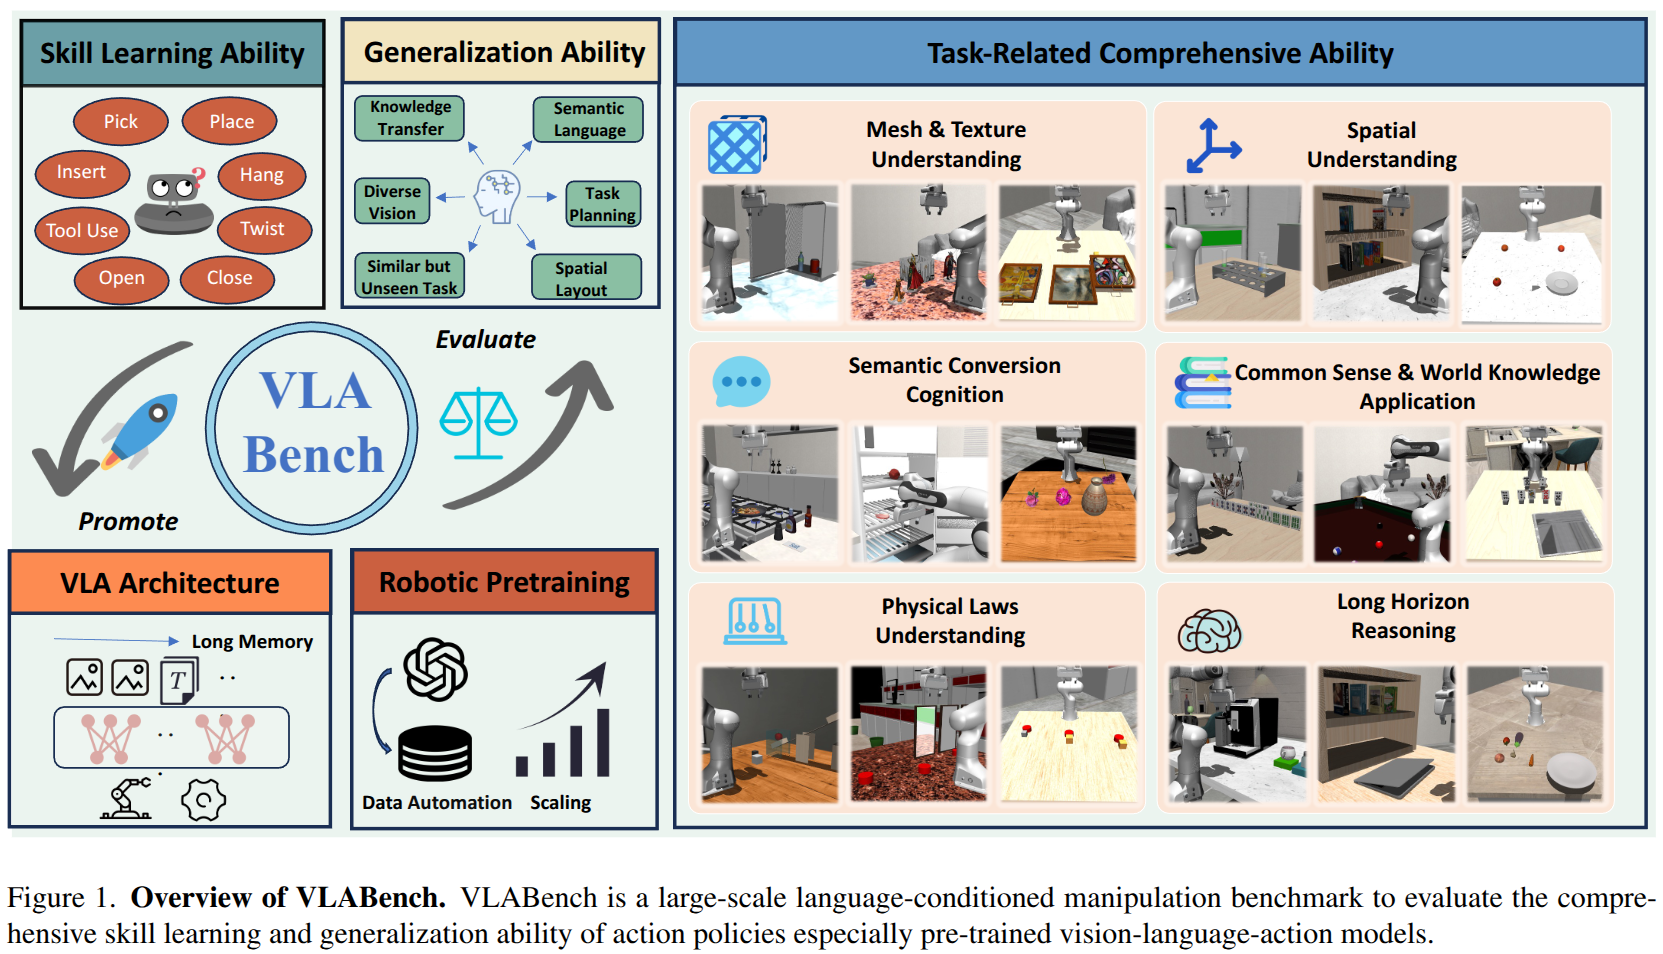 Skill Learning Ability
Pick
Place
Insert
Hang
?
Tool Use
Twist
Open
Close
Generalization Ability
Knowledge
Transfer
Semantic
Language
Diverse
Vision
Task
Planning
Similar but
Unseen Task
Spatial
Layout
Promote
VLA
Bench
Evaluate
VLA Architecture
Long Memory
T
Robotic Pretraining
Data Automation
Scaling
Task-Related Comprehensive Ability
Mesh & Texture
Understanding
Spatial
Understanding
Semantic Conversion
Cognition
Common Sense & World Knowledge
Application
Physical Laws
Understanding
Long Horizon
Reasoning
Figure 1. Overview of VLABench. VLABench is a large-scale language-conditioned manipulation benchmark to evaluate the compre-
hensive skill learning and generalization ability of action policies especially pre-trained vision-language-action models.